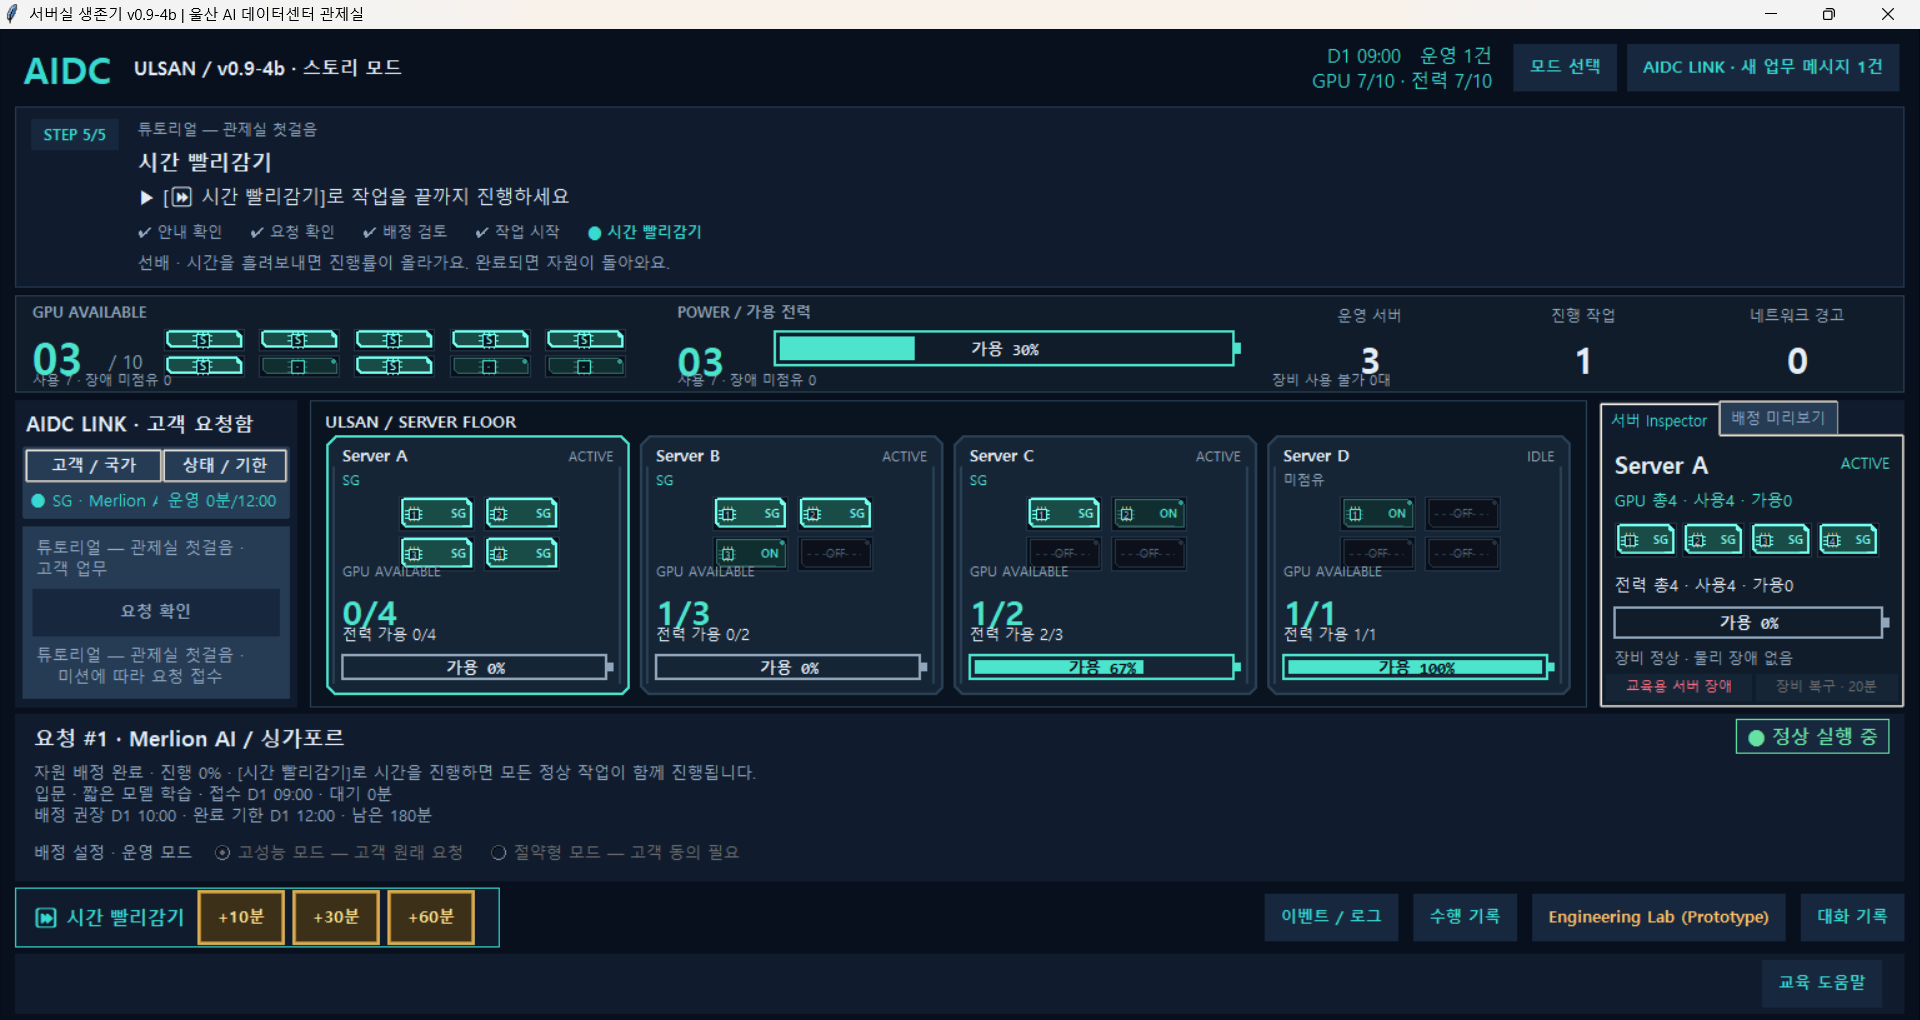 서버실 생존기 v0.9-4b | 울산 AI 데이터센터 관제실
AIDC
ULSAN / v0.9-4b · 스토리 모드
D1 09:00 운영 1건
GPU 7/10 · 전력 7/10
모드 선택
AIDC LINK · 새 업무 메시지 1건
STEP 5/5
튜토리얼 — 관제실 첫걸음
시간 빨리감기
▶ [⏩ 시간 빨리감기]로 작업을 끝까지 진행하세요
✔ 안내 확인 ✔ 요청 확인 ✔ 배정 검토 ✔ 작업 시작 ● 시간 빨리감기
선배 · 시간을 흘려보내면 진행률이 올라가요. 완료되면 자원이 돌아와요.
GPU AVAILABLE
03 / 10
사용 7 · 장애 미점유 0
S S S S S
S - S - -
POWER / 가용 전력
03
가용 30%
사용 7 · 장애 미점유 0
운영 서버
3
장비 사용 불가 0대
진행 작업
1
네트워크 경고
0
AIDC LINK · 고객 요청함
고객 / 국가 상태 / 기한
● SG · Merlion A 운영 0분/12:00
튜토리얼 — 관제실 첫걸음 ·
고객 업무
요청 확인
튜토리얼 — 관제실 첫걸음 ·
미션에 따라 요청 접수
ULSAN / SERVER FLOOR
Server A ACTIVE
SG
1 SG 2 SG
3 SG 4 SG
GPU AVAILABLE
0/4
전력 가용 0/4
가용 0%
Server B ACTIVE
SG
1 SG 2 SG
3 ON ---OFF---
GPU AVAILABLE
1/3
전력 가용 0/2
가용 0%
Server C ACTIVE
SG
1 SG 2 ON
---OFF--- ---OFF---
GPU AVAILABLE
1/2
전력 가용 2/3
가용 67%
Server D IDLE
미점유
1 ON ---OFF---
---OFF--- ---OFF---
GPU AVAILABLE
1/1
전력 가용 1/1
가용 100%
서버 Inspector
배정 미리보기
Server A ACTIVE
GPU 총4 · 사용4 · 가용0
1 SG 2 SG 3 SG 4 SG
전력 총4 · 사용4 · 가용0
가용 0%
장비 정상 · 물리 장애 없음
교육용 서버 장애
장비 복구 · 20분
요청 #1 · Merlion AI / 싱가포르
● 정상 실행 중
자원 배정 완료 · 진행 0% · [시간 빨리감기]로 시간을 진행하면 모든 정상 작업이 함께 진행됩니다.
입문 · 짧은 모델 학습 · 접수 D1 09:00 · 대기 0분
배정 권장 D1 10:00 · 완료 기한 D1 12:00 · 남은 180분
배정 설정 · 운영 모드 고성능 모드 — 고객 원래 요청 절약형 모드 — 고객 동의 필요
⏩ 시간 빨리감기 +10분 +30분 +60분
이벤트 / 로그
수행 기록
Engineering Lab (Prototype)
대화 기록
교육 도움말